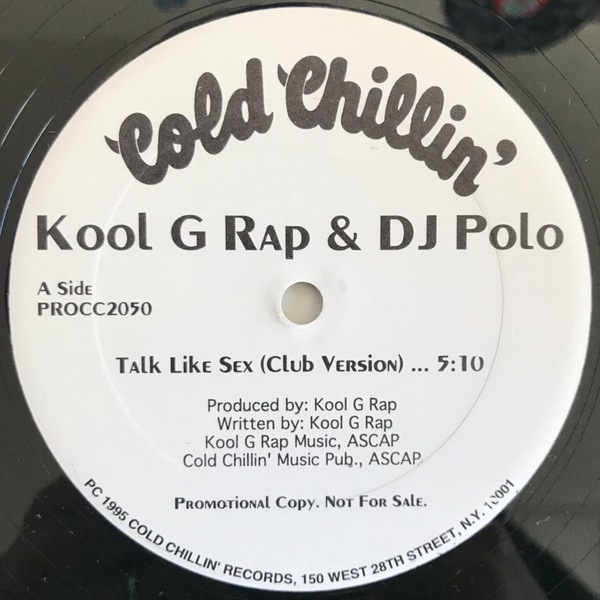 Cold Chillin'
Kool G Rap & DJ Polo
A Side
PROCC2050
Talk Like Sex (Club Version) ... 5:10
Produced by: Kool G Rap
Written by: Kool G Rap
Kool G Rap Music, ASCAP
Cold Chillin' Music Pub., ASCAP
Promotional Copy. Not For Sale.
PC 1995 COLD CHILLIN' RECORDS, 150 WEST 28TH STREET, N.Y. 10001